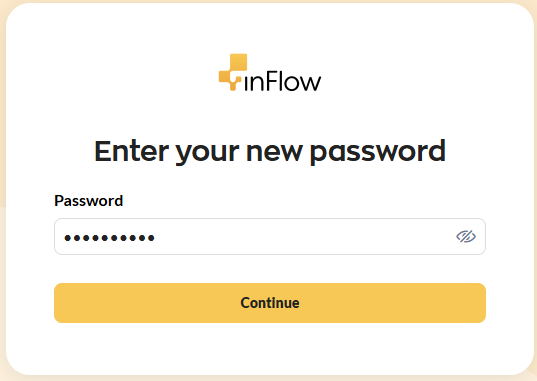 inFlow
Enter your new password
Password
••••••••••
Continue